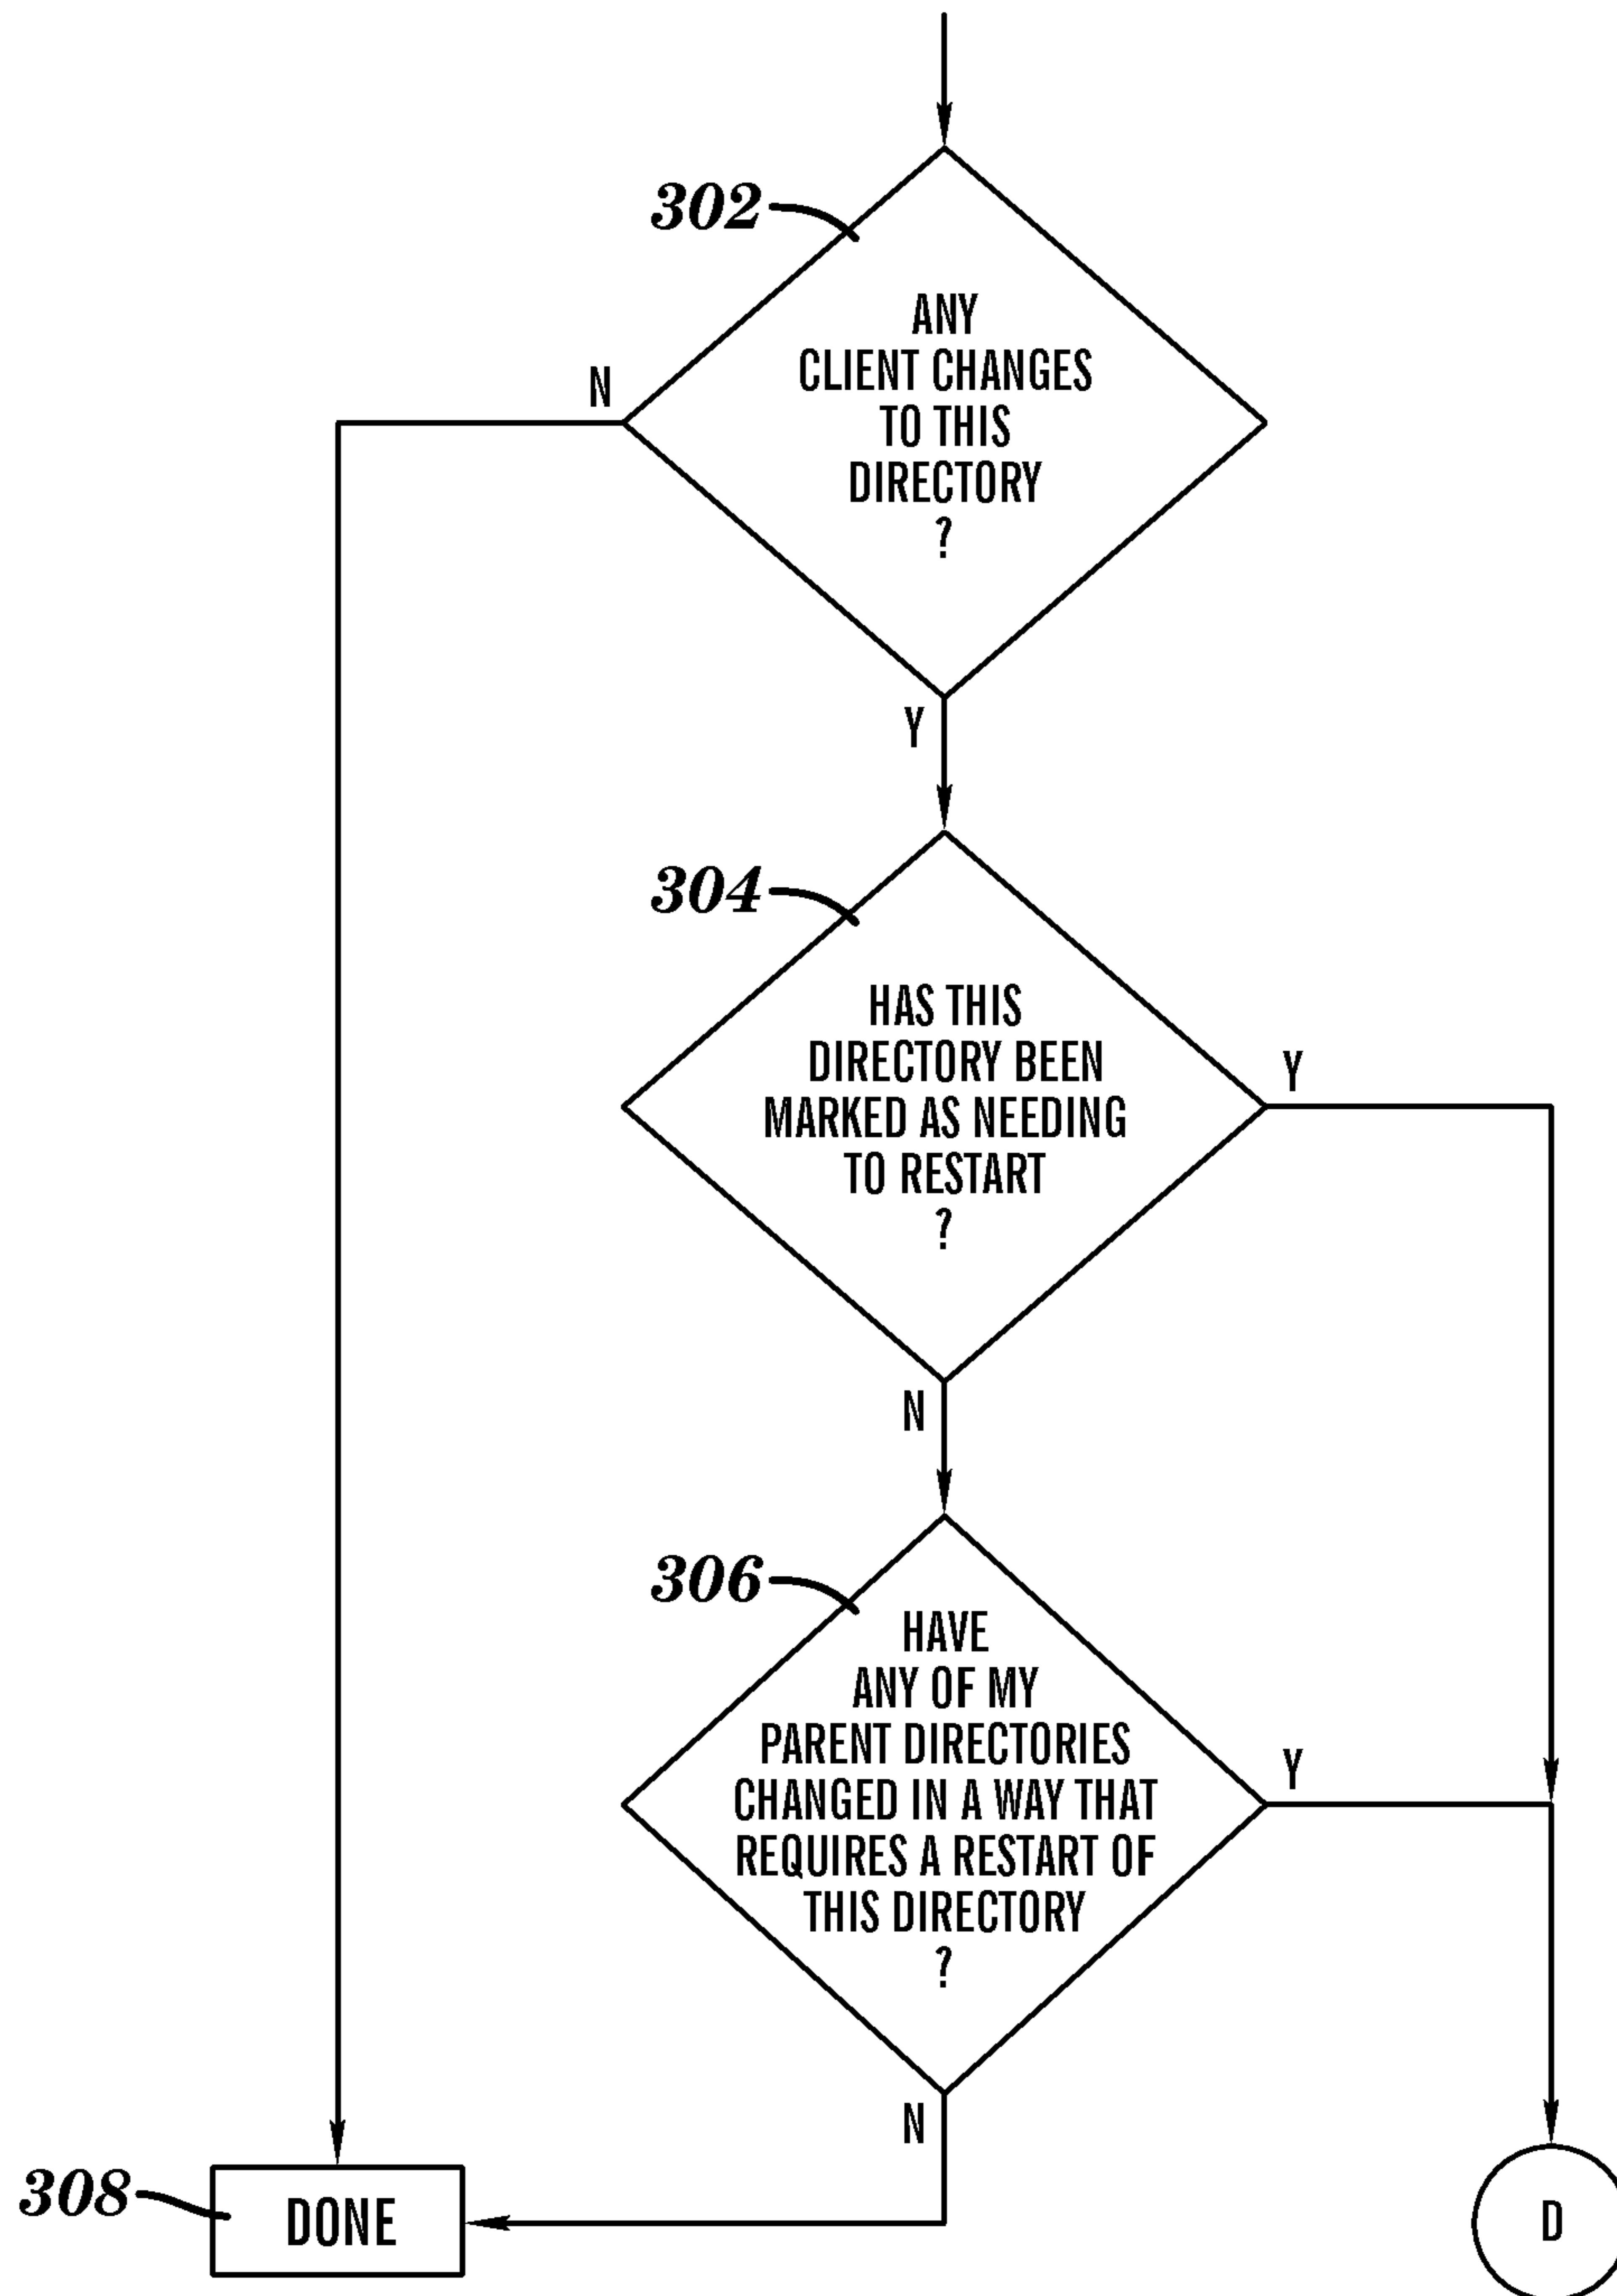 302
ANY
CLIENT CHANGES
TO THIS
DIRECTORY
?
N
Y
304
HAS THIS
DIRECTORY BEEN
MARKED AS NEEDING
TO RESTART
?
Y
N
306
HAVE
ANY OF MY
PARENT DIRECTORIES
CHANGED IN A WAY THAT
REQUIRES A RESTART OF
THIS DIRECTORY
?
Y
N
308
DONE
D